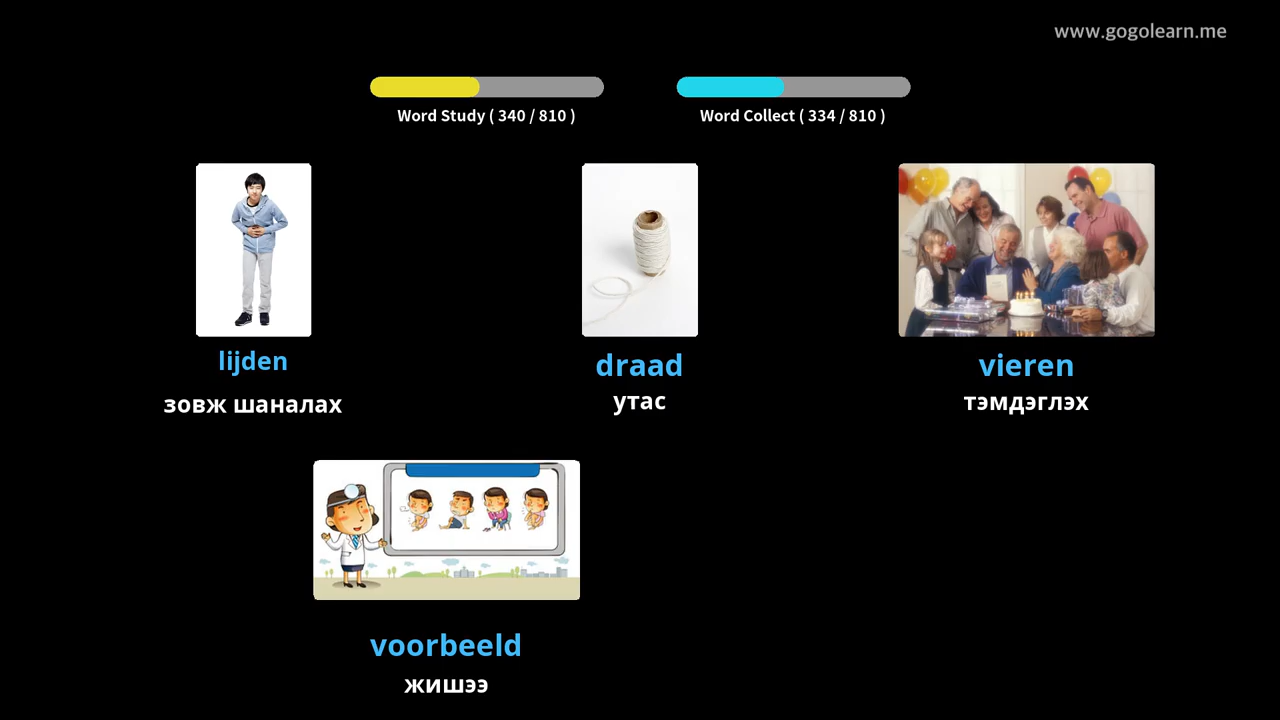 www.gogolearn.me
Word Study ( 340 / 810 )
Word Collect ( 334 / 810 )
lijden
зовж шаналах
draad
утас
vieren
тэмдэглэх
voorbeeld
жишээ